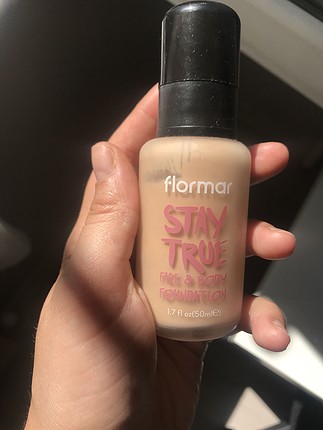 flormar
STAY
TRUE
FACE & BODY
FOUNDATION
1.7 fl oz(50ml℮)